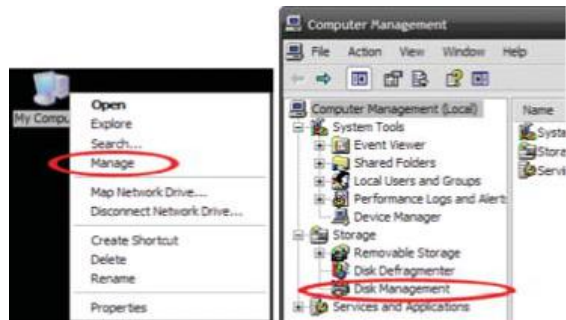 My Compu
Open
Explore
Search...
Manage
Map Network Drive...
Disconnect Network Drive...
Create Shortcut
Delete
Rename
Properties
Computer Management
File Action View Window Help
Computer Management (Local)
System Tools
Event Viewer
Shared Folders
Local Users and Groups
Performance Logs and Alert
Device Manager
Storage
Removable Storage
Disk Defragmenter
Disk Management
Services and Applications
Name
Syste
Stora
Servi